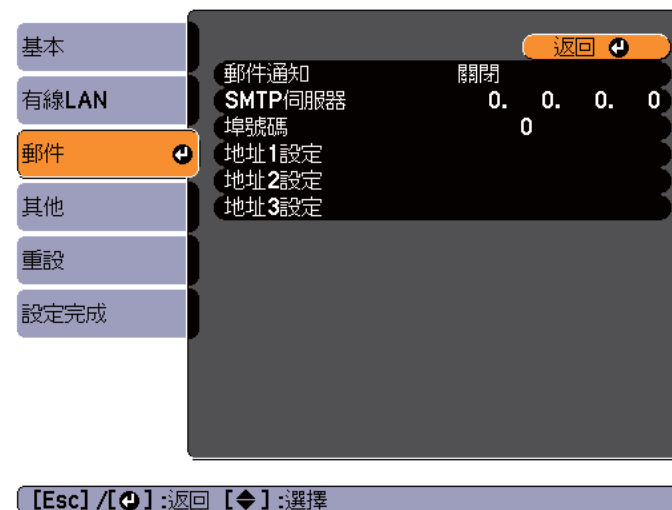 基本
有線LAN
郵件
其他
重設
設定完成
返回
郵件通知 關閉
SMTP伺服器 0. 0. 0. 0
埠號碼 0
地址1設定
地址2設定
地址3設定
[Esc] /[⏎] :返回 [◆] :選擇